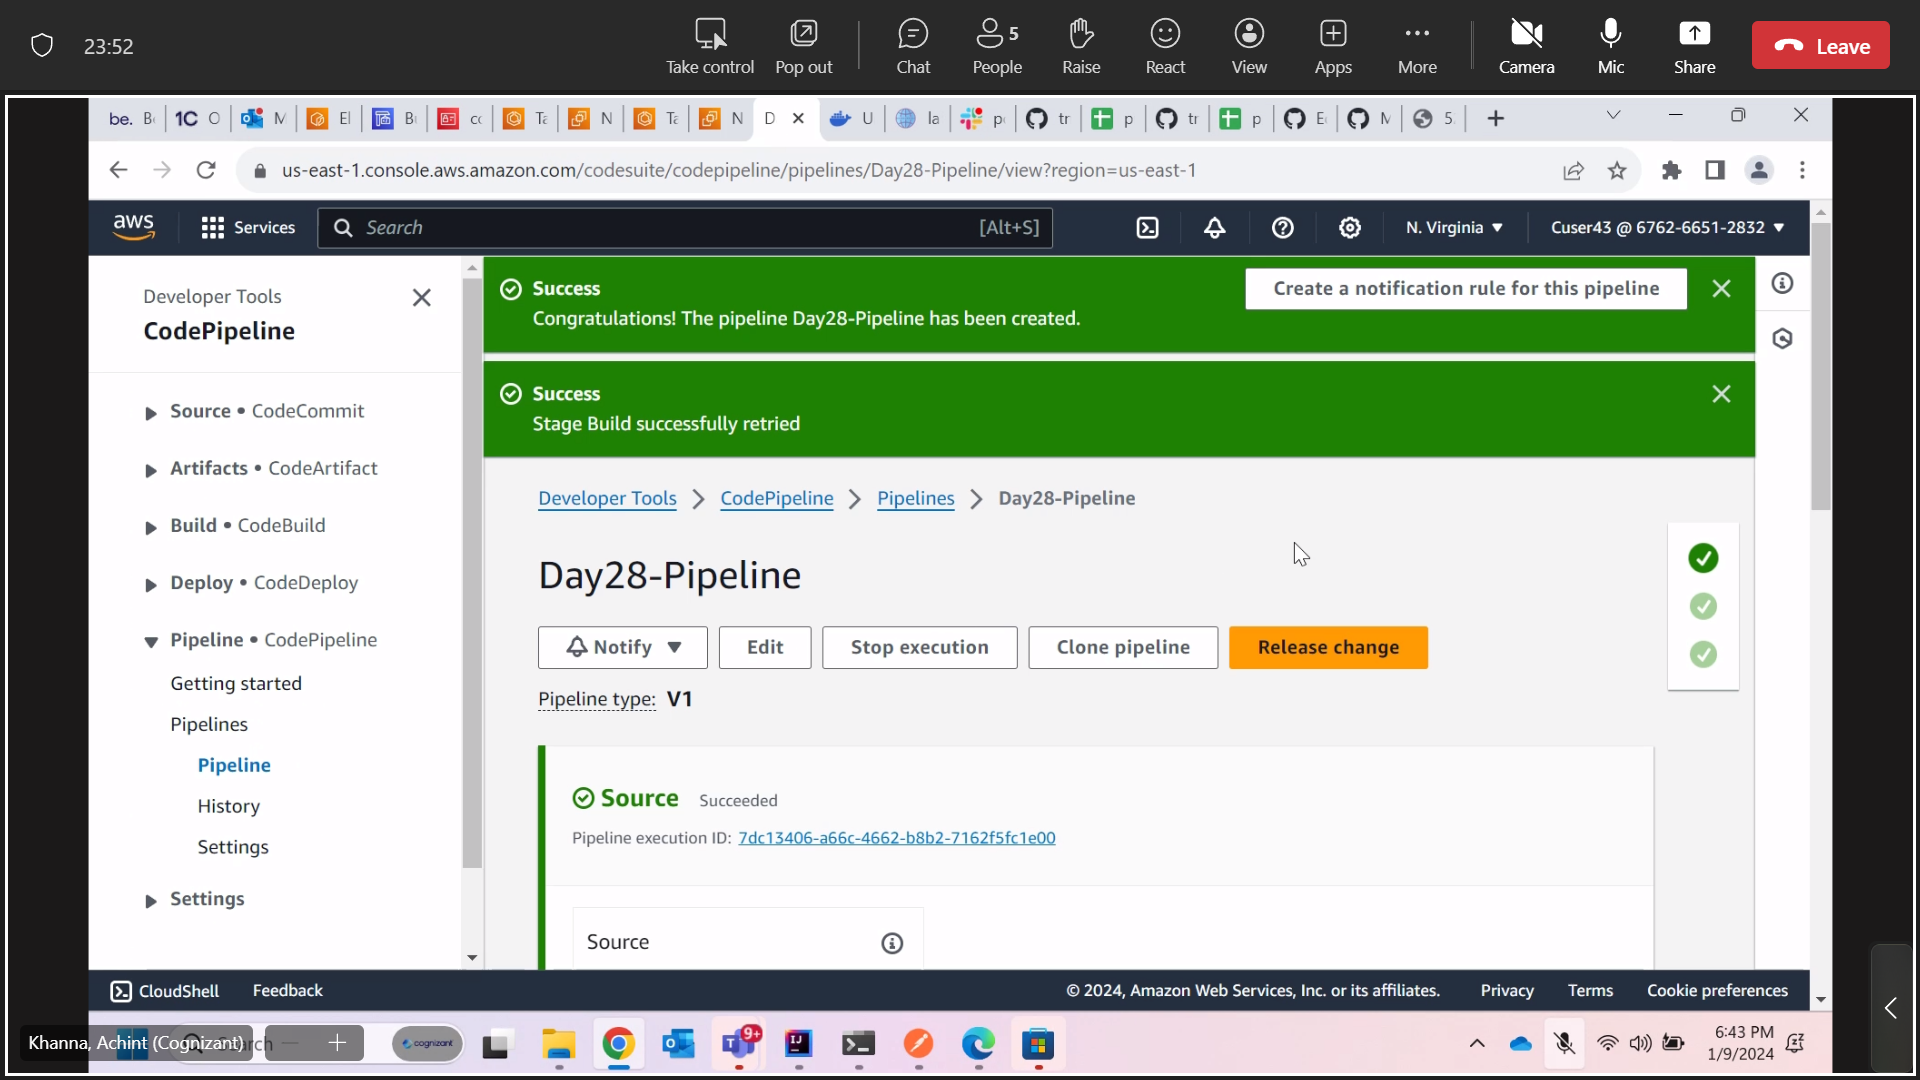 23:52
Take control
Pop out
Chat
People 5
Raise
React
View
Apps
More
Camera
Mic
Share
Leave
be. B
1C O
M
El
Bu
co
Ta
N
Ta
N
D
U
la
p
tr
p
tr
p
E
M
5
us-east-1.console.aws.amazon.com/codesuite/codepipeline/pipelines/Day28-Pipeline/view?region=us-east-1
aws
Services
Search
[Alt+S]
N. Virginia
Cuser43 @ 6762-6651-2832
Developer Tools
CodePipeline
Source • CodeCommit
Artifacts • CodeArtifact
Build • CodeBuild
Deploy • CodeDeploy
Pipeline • CodePipeline
Getting started
Pipelines
Pipeline
History
Settings
Settings
Success
Congratulations! The pipeline Day28-Pipeline has been created.
Create a notification rule for this pipeline
Success
Stage Build successfully retried
Developer Tools > CodePipeline > Pipelines > Day28-Pipeline
Day28-Pipeline
Notify
Edit
Stop execution
Clone pipeline
Release change
Pipeline type: V1
Source Succeeded
Pipeline execution ID: 7dc13406-a66c-4662-b8b2-7162f5fc1e00
Source
CloudShell
Feedback
© 2024, Amazon Web Services, Inc. or its affiliates.
Privacy
Terms
Cookie preferences
Khanna, Achint (Cognizant)
cognizant
9+
6:43 PM
1/9/2024